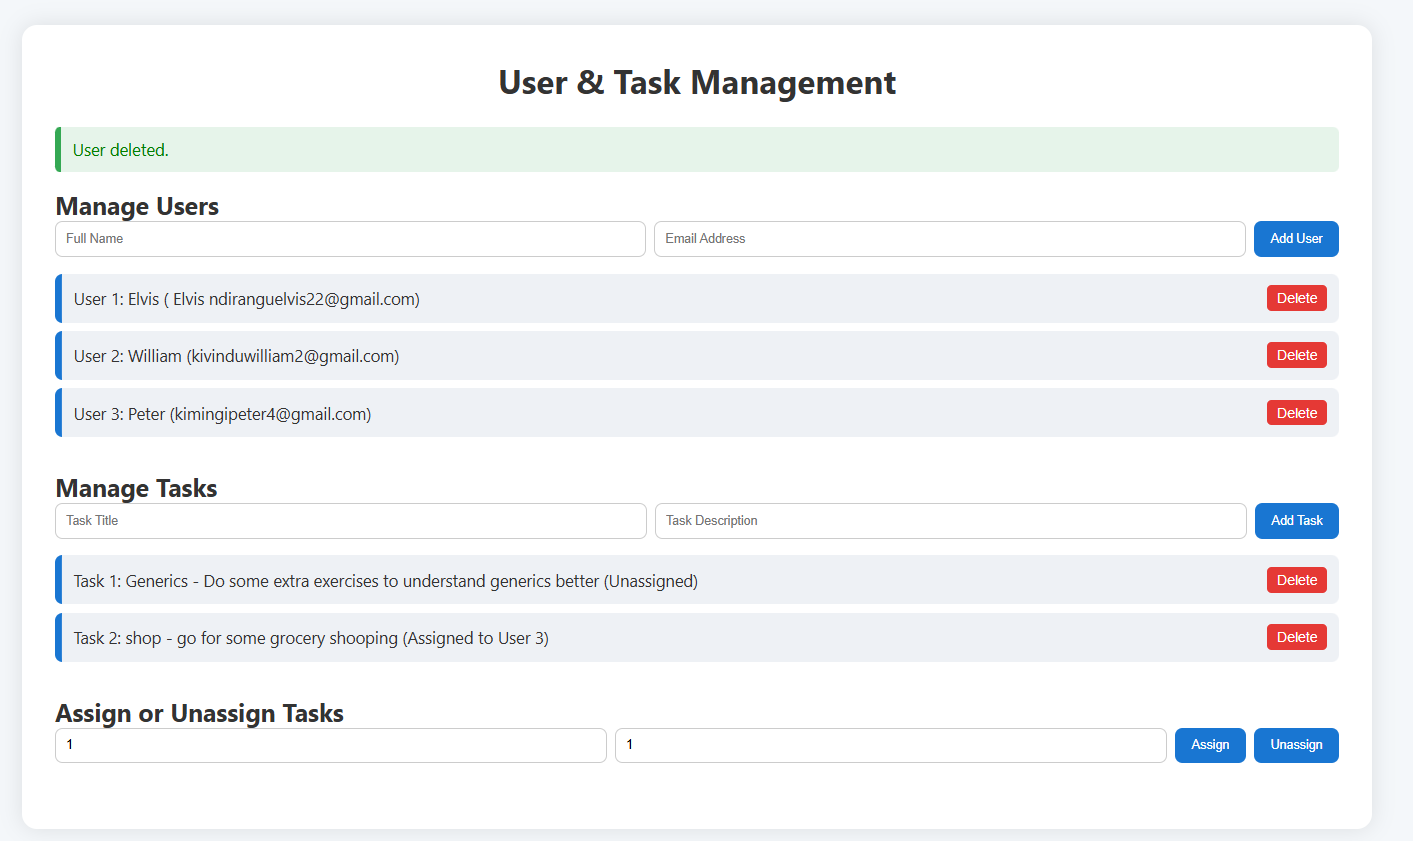 User & Task Management
User deleted.
Manage Users
Full Name Email Address Add User
User 1: Elvis ( Elvis ndiranguelvis22@gmail.com) Delete
User 2: William (kivinduwilliam2@gmail.com) Delete
User 3: Peter (kimingipeter4@gmail.com) Delete
Manage Tasks
Task Title Task Description Add Task
Task 1: Generics - Do some extra exercises to understand generics better (Unassigned) Delete
Task 2: shop - go for some grocery shooping (Assigned to User 3) Delete
Assign or Unassign Tasks
1 1 Assign Unassign